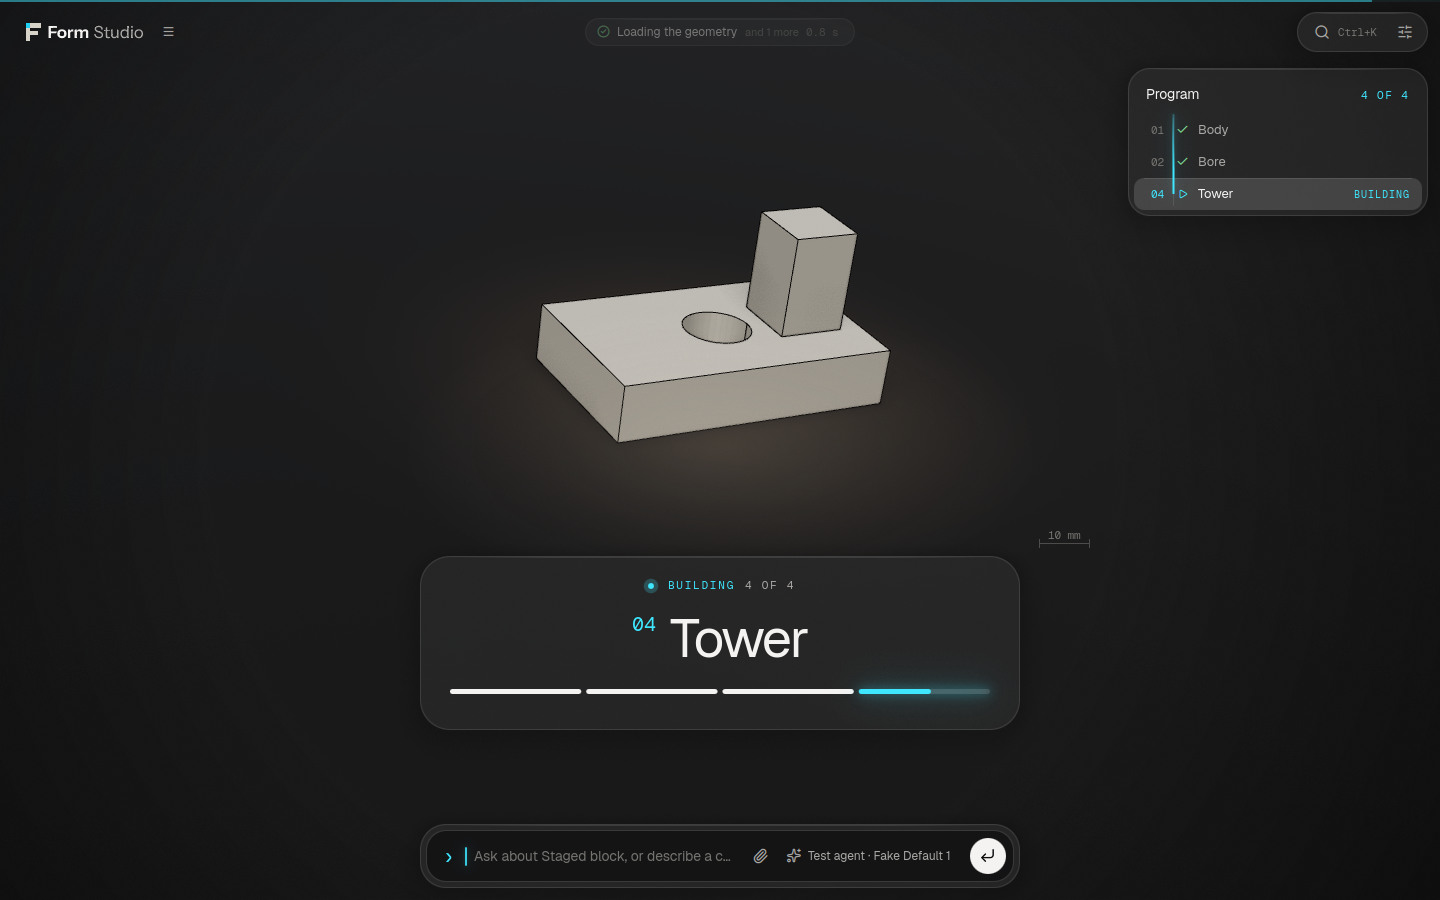 Form Studio
Loading the geometry and 1 more 0.8 s
Ctrl+K
Program 4 OF 4
01 Body
02 Bore
04 Tower BUILDING
10 mm
BUILDING 4 OF 4
04 Tower
Ask about Staged block, or describe a c…
Test agent · Fake Default 1